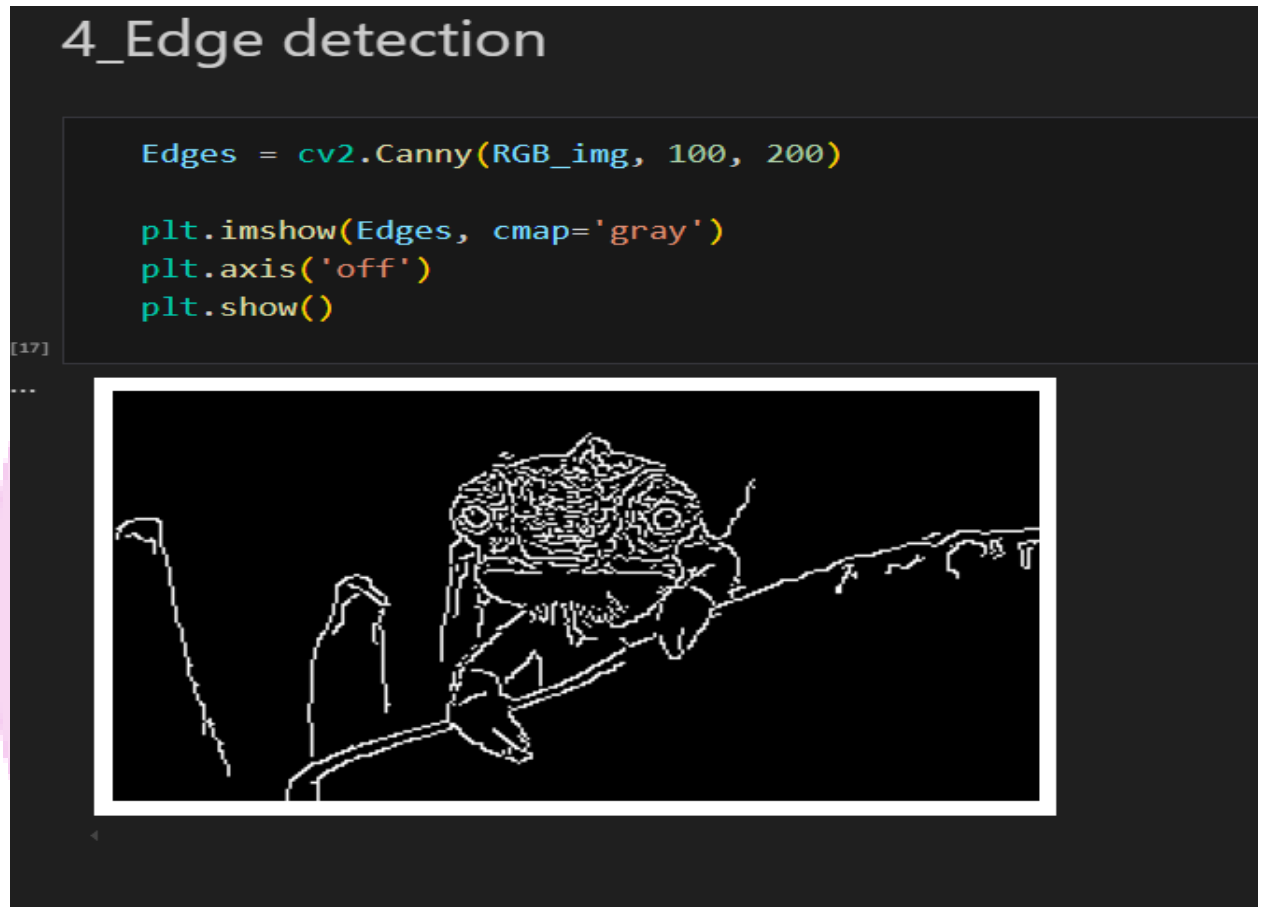 4_Edge detection
Edges = cv2.Canny(RGB_img, 100, 200)
plt.imshow(Edges, cmap='gray')
plt.axis('off')
plt.show()
[17]
...